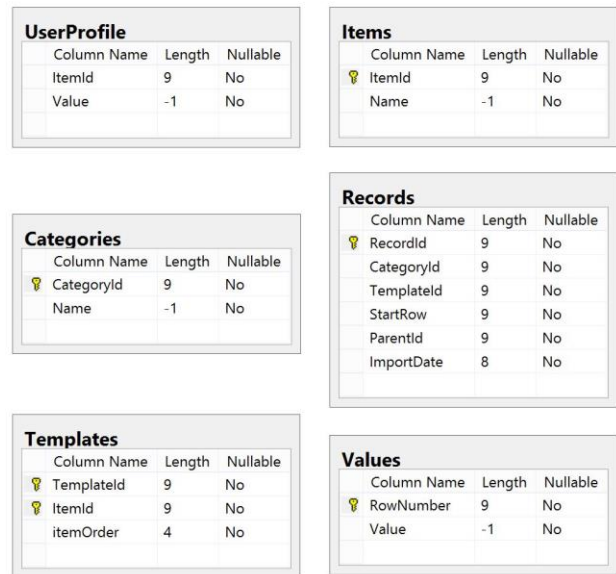 UserProfile
Column Name Length Nullable
ItemId 9 No
Value -1 No
Items
Column Name Length Nullable
ItemId 9 No
Name -1 No
Categories
Column Name Length Nullable
CategoryId 9 No
Name -1 No
Records
Column Name Length Nullable
RecordId 9 No
CategoryId 9 No
TemplateId 9 No
StartRow 9 No
ParentId 9 No
ImportDate 8 No
Templates
Column Name Length Nullable
TemplateId 9 No
ItemId 9 No
itemOrder 4 No
Values
Column Name Length Nullable
RowNumber 9 No
Value -1 No